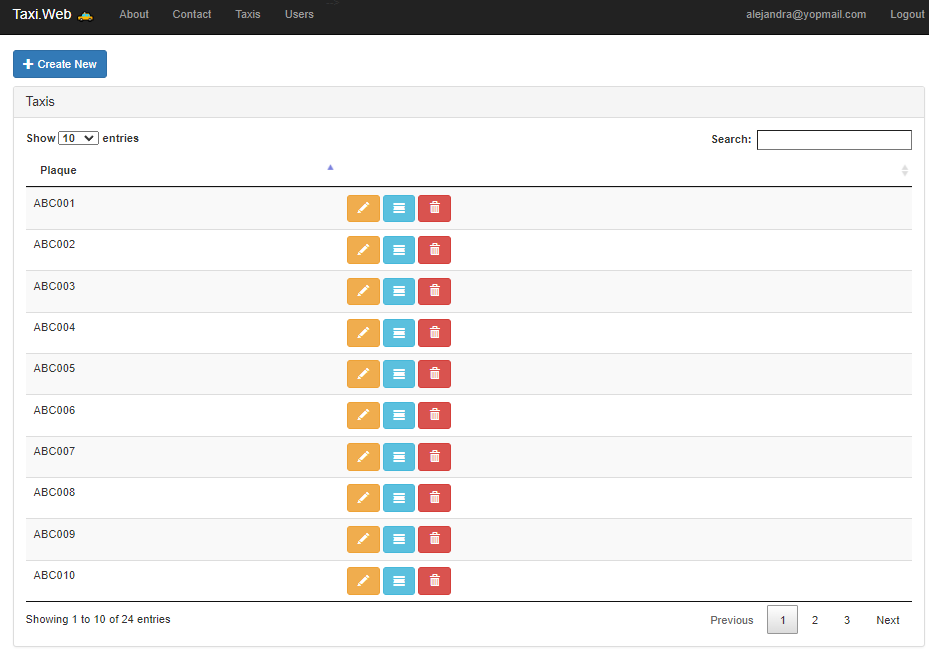 Taxi.Web About Contact Taxis Users alejandra@yopmail.com Logout
Create New
Taxis
Show 10 entries Search:
Plaque
ABC001
ABC002
ABC003
ABC004
ABC005
ABC006
ABC007
ABC008
ABC009
ABC010
Showing 1 to 10 of 24 entries Previous 1 2 3 Next